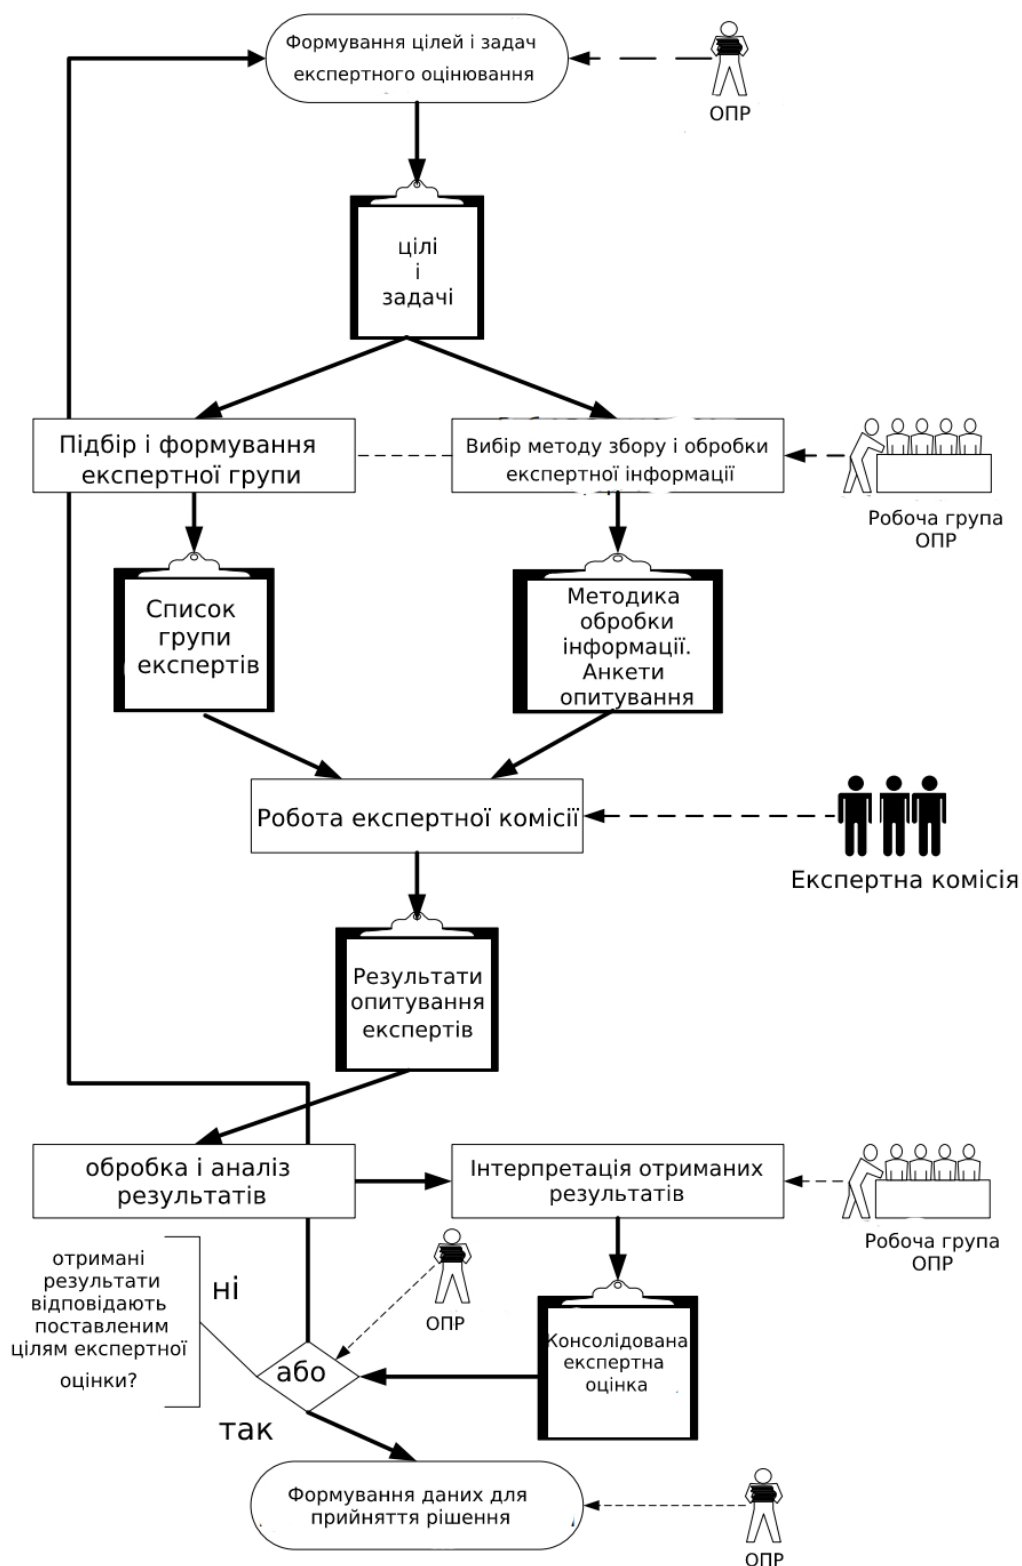 Формування цілей і задач
експертного оцінювання
ОПР
цілі
і
задачі
Підбір і формування
експертної групи
Вибір методу збору і обробки
експертної інформації
Робоча група
ОПР
Список
групи
експертів
Методика
обробки
інформації.
Анкети
опитування
Робота експертної комісії
Експертна комісія
Результати
опитування
експертів
обробка і аналіз
результатів
Інтерпретація отриманих
результатів
Робоча група
ОПР
отримані
результати
відповідають
поставленим
цілям експертної
оцінки?
ні
ОПР
Консолідована
експертна
оцінка
або
так
Формування даних для
прийняття рішення
ОПР